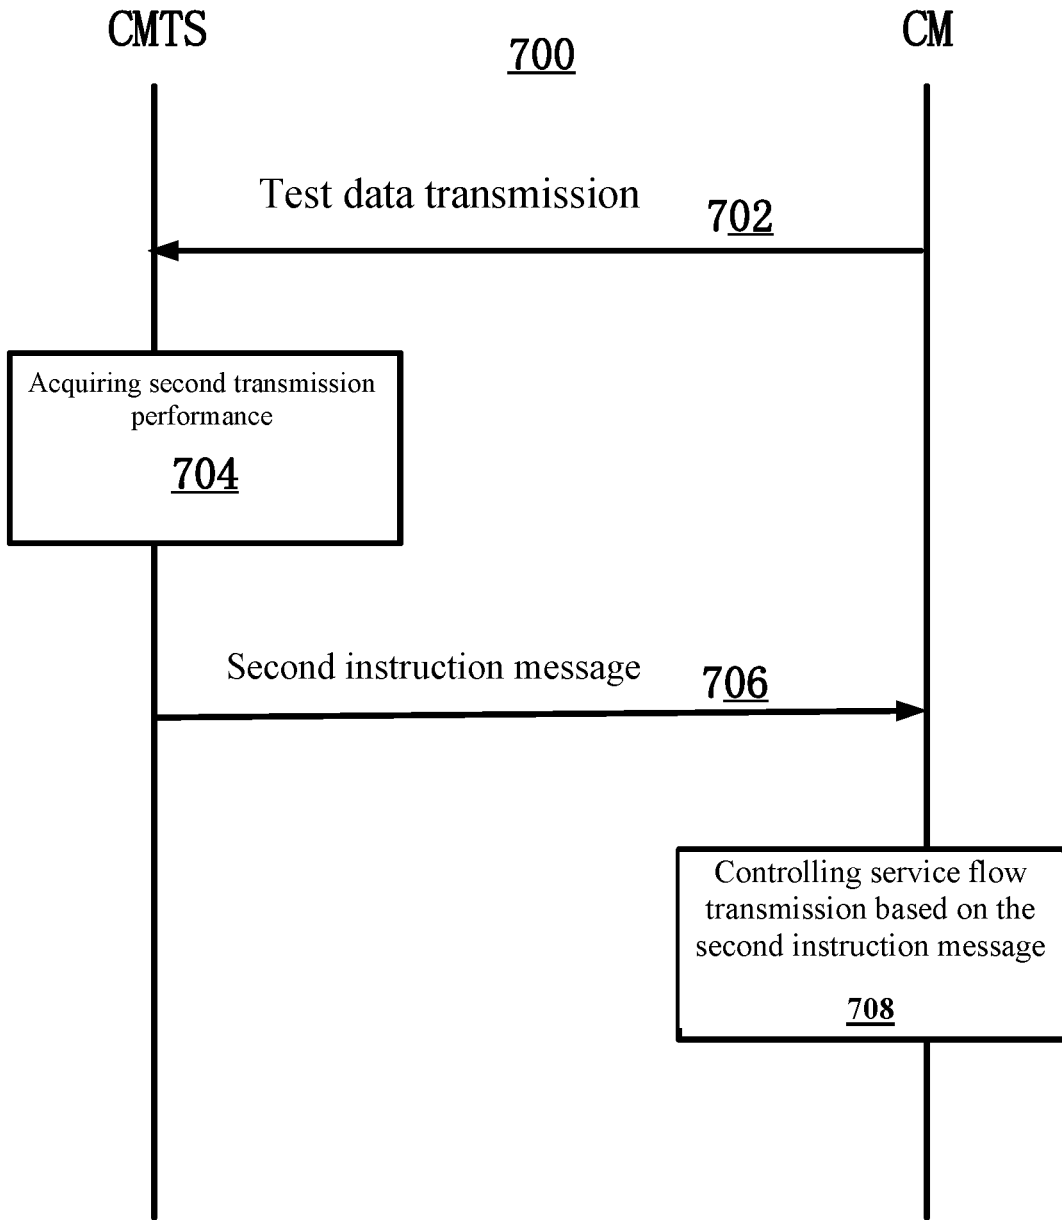 CMTS
CM
700
Test data transmission
702
Acquiring second transmission
performance
704
Second instruction message
706
Controlling service flow
transmission based on the
second instruction message
708